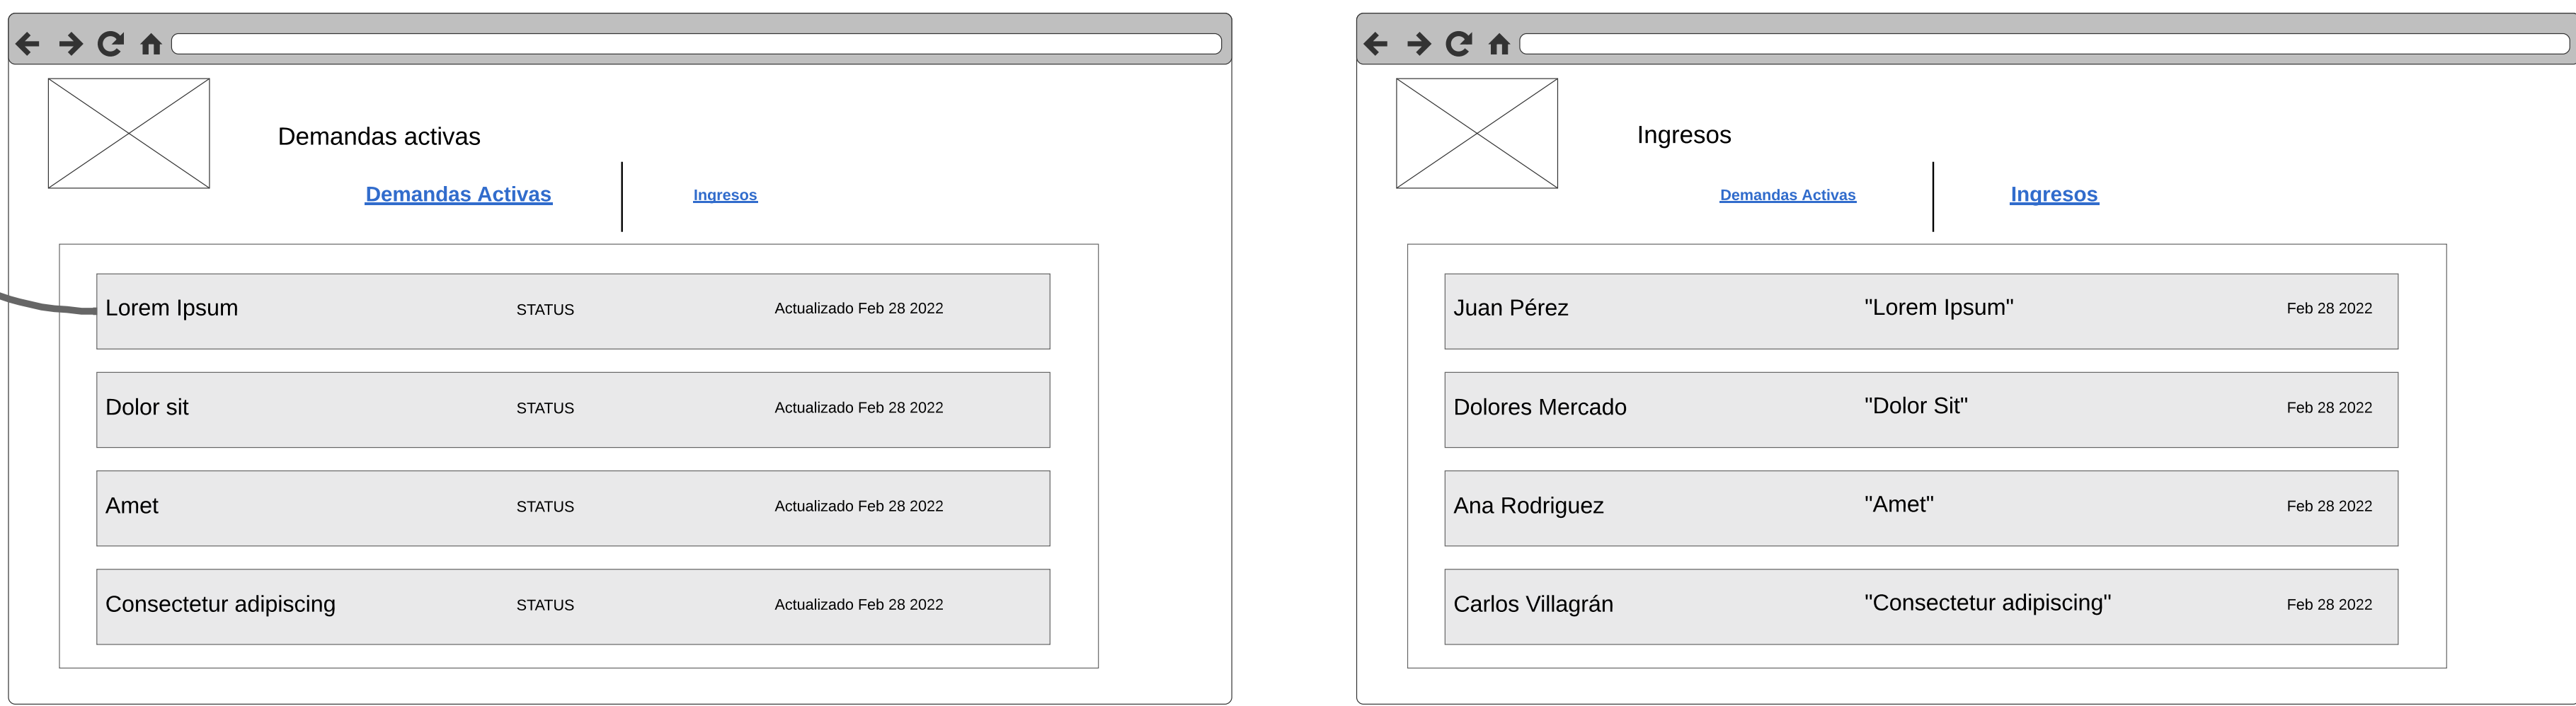 Demandas activas
Demandas Activas
Ingresos
Lorem Ipsum STATUS Actualizado Feb 28 2022
Dolor sit STATUS Actualizado Feb 28 2022
Amet STATUS Actualizado Feb 28 2022
Consectetur adipiscing STATUS Actualizado Feb 28 2022
Ingresos
Demandas Activas
Ingresos
Juan Pérez "Lorem Ipsum" Feb 28 2022
Dolores Mercado "Dolor Sit" Feb 28 2022
Ana Rodriguez "Amet" Feb 28 2022
Carlos Villagrán "Consectetur adipiscing" Feb 28 2022